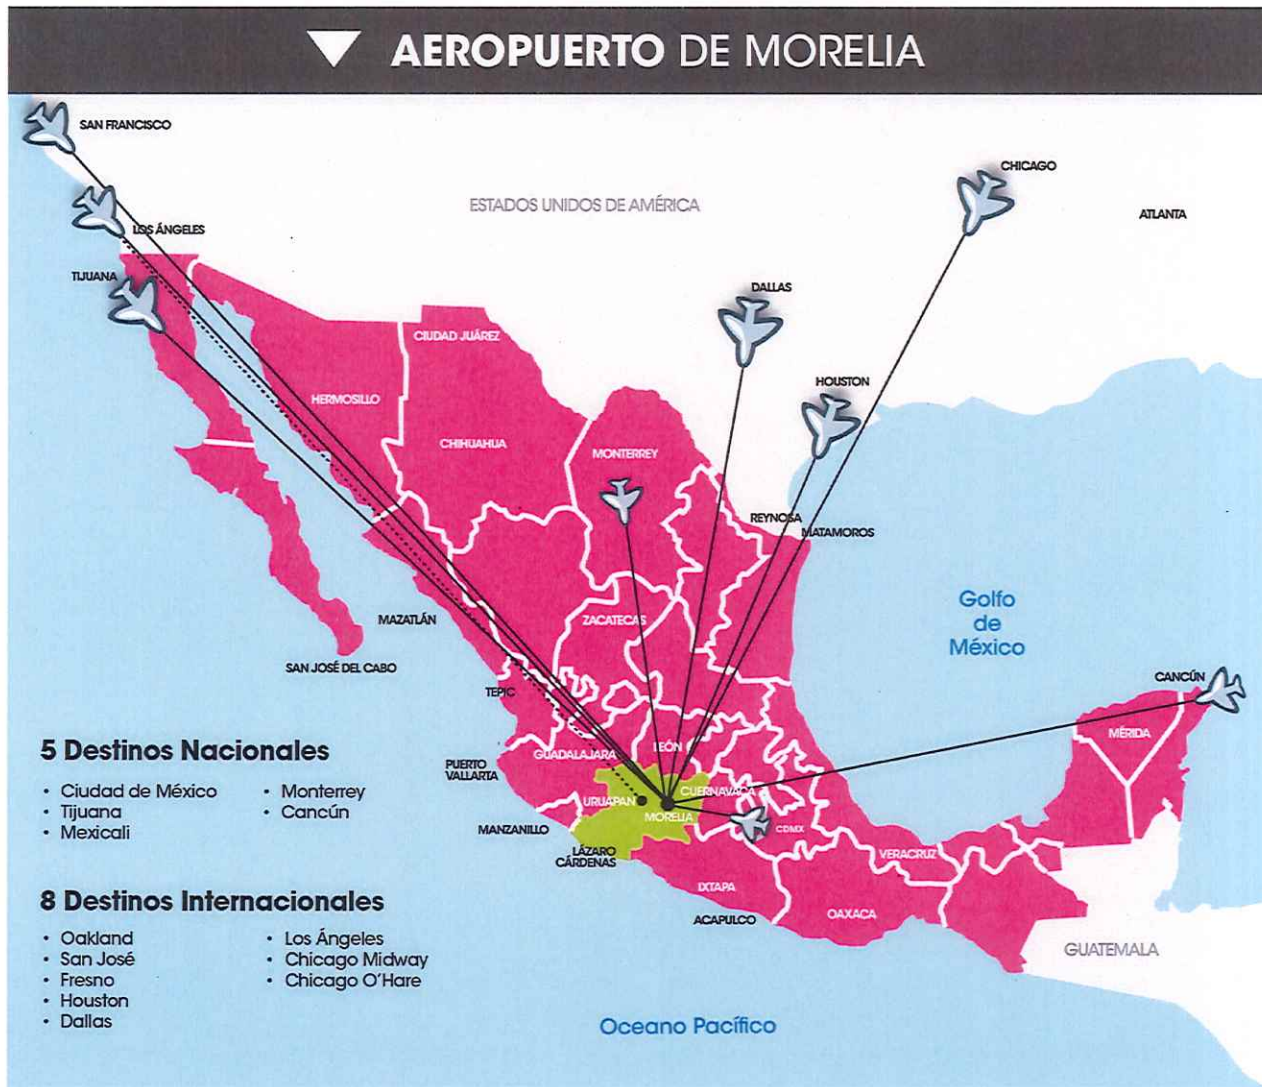 AEROPUERTO DE MORELIA
SAN FRANCISCO
CHICAGO
ESTADOS UNIDOS DE AMÉRICA
ATLANTA
LOS ÁNGELES
TIJUANA
DALLAS
CIUDAD JUÁREZ
HOUSTON
HERMOSILLO
CHIHUAHUA
MONTERREY
REYNOSA
MATAMOROS
Golfo
de
México
MAZATLÁN
ZACATECAS
SAN JOSÉ DEL CABO
TEPIC
CANCÚN
MÉRIDA
LEÓN
GUADALAJARA
PUERTO
VALLARTA
CUERNAVACA
URUAPAN
MORELIA
CDMX
MANZANILLO
LÁZARO
CÁRDENAS
VERACRUZ
IXTAPA
ACAPULCO
OAXACA
GUATEMALA
Oceano Pacífico
5 Destinos Nacionales
• Ciudad de México
• Tijuana
• Mexicali
• Monterrey
• Cancún
8 Destinos Internacionales
• Oakland
• San José
• Fresno
• Houston
• Dallas
• Los Ángeles
• Chicago Midway
• Chicago O'Hare